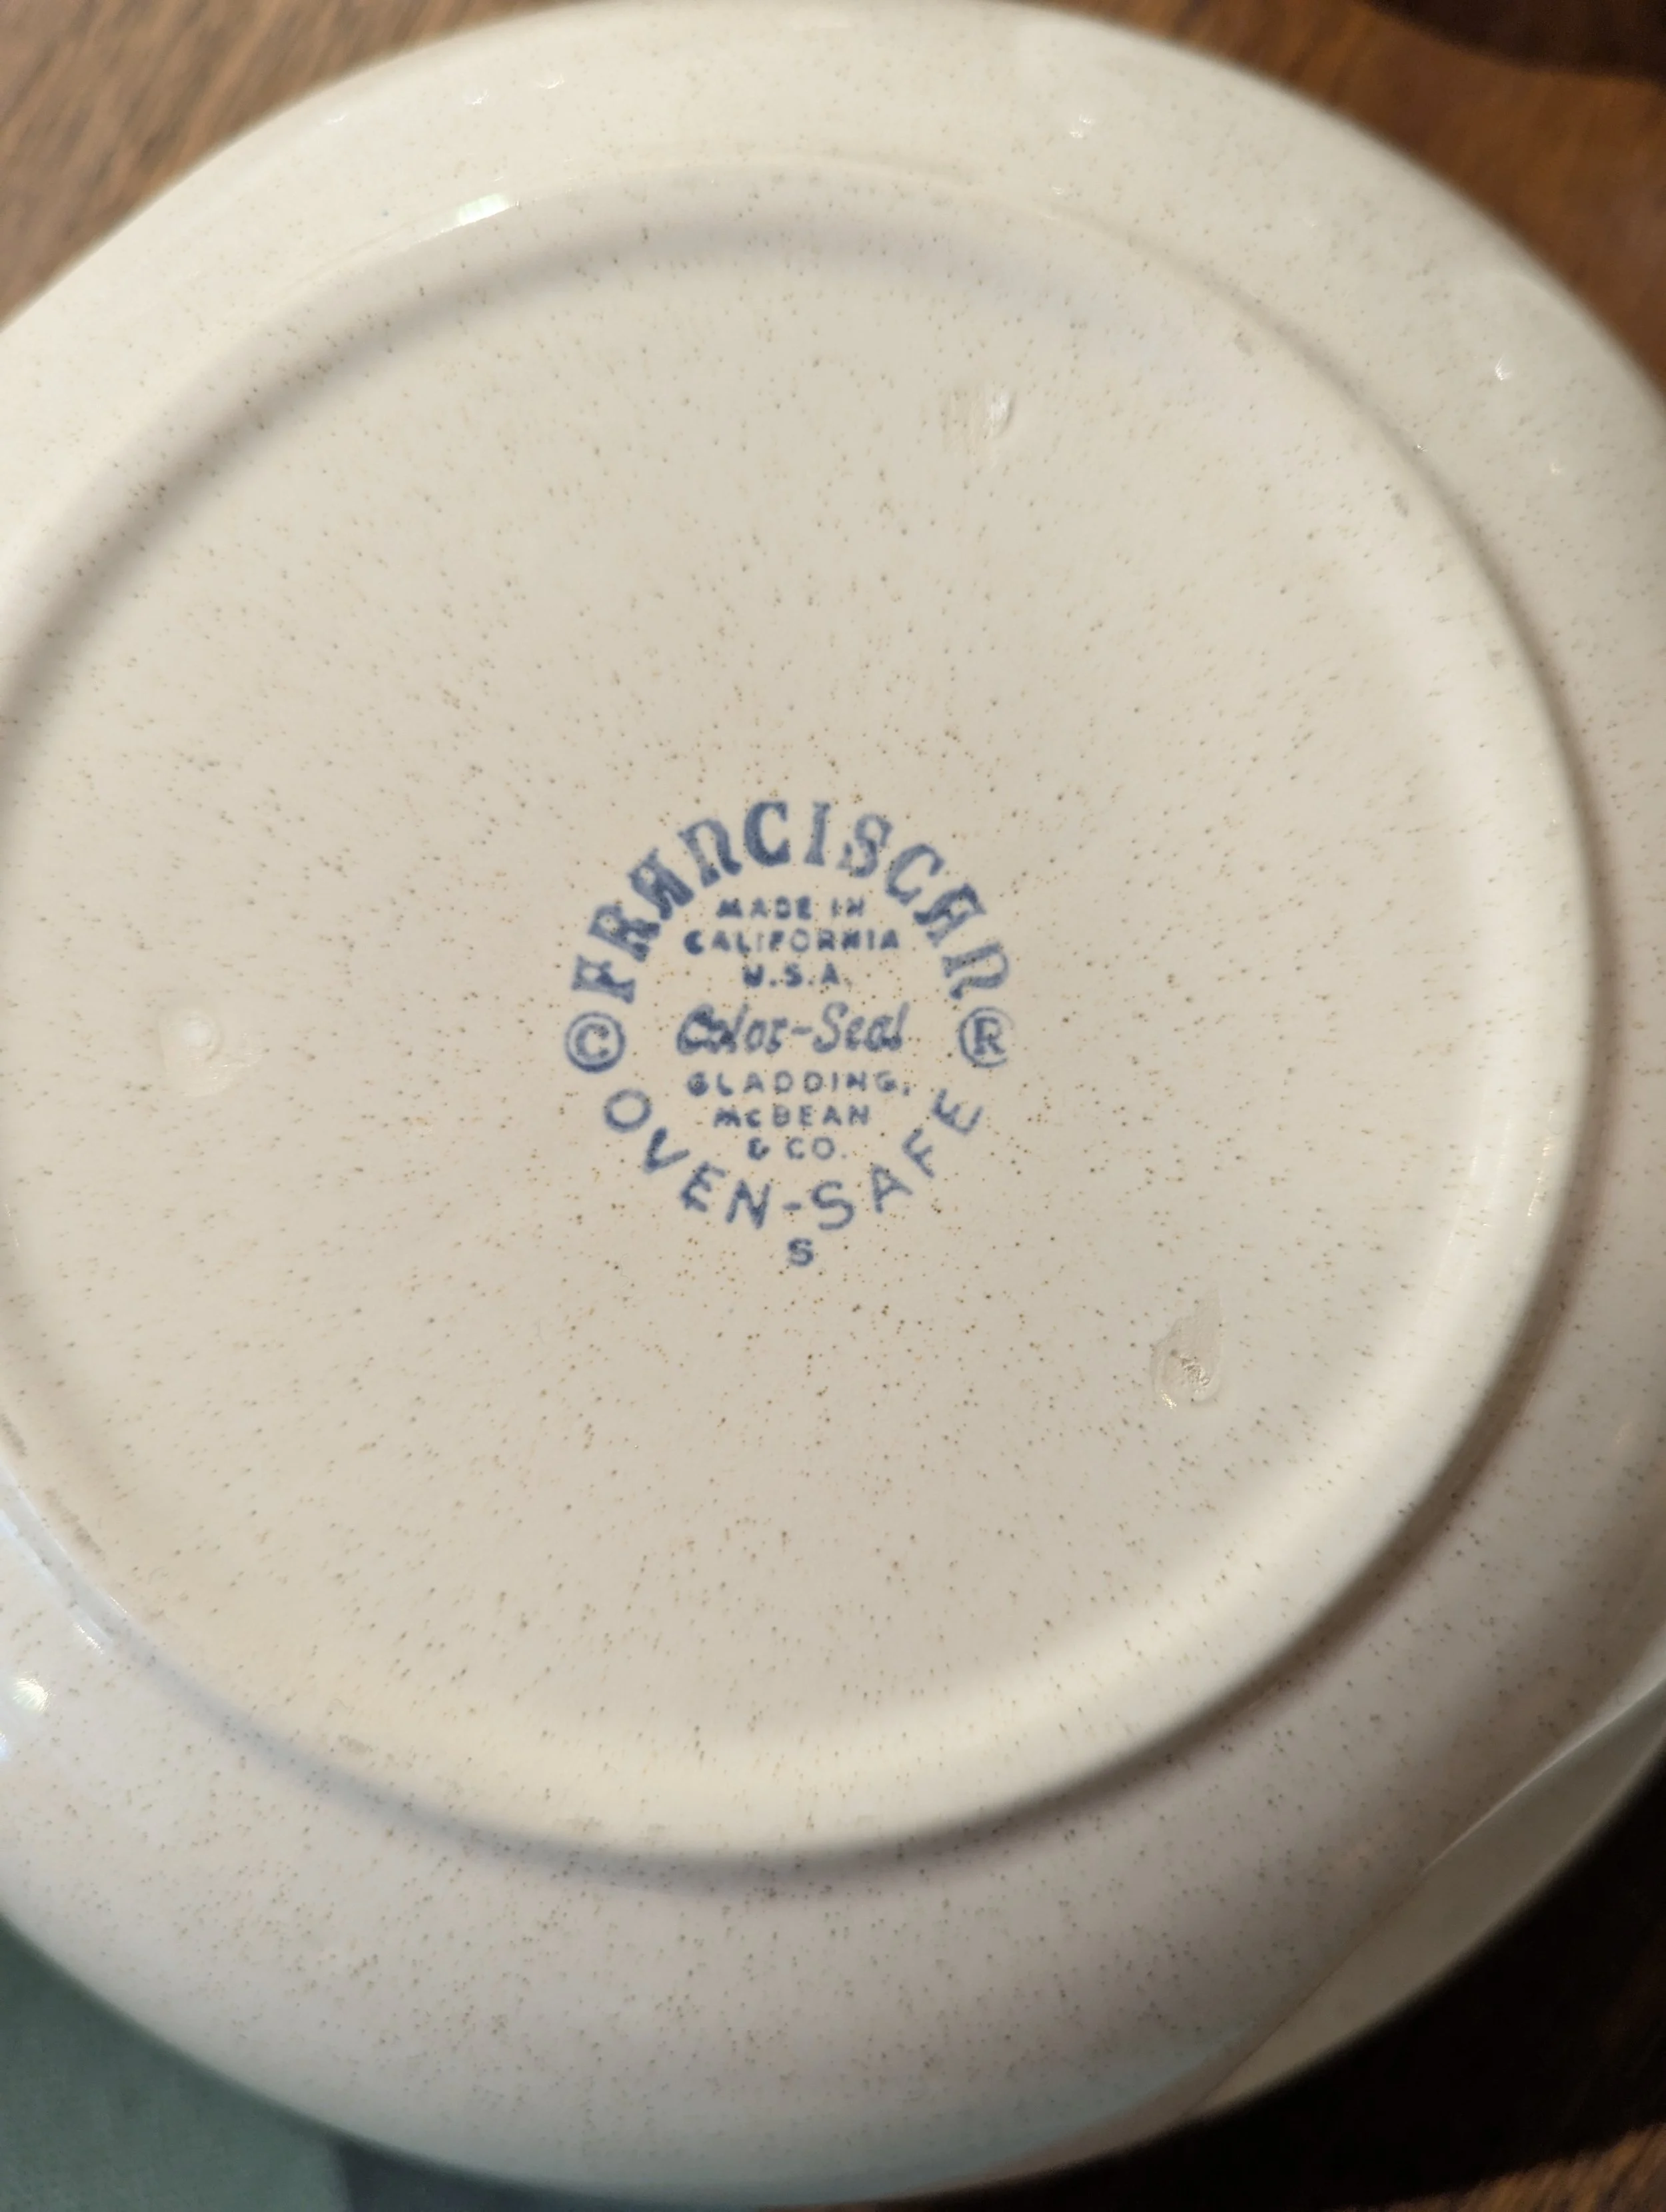 FRANCISCAN
MADE IN
CALIFORNIA
U.S.A.
© Color-Seal ®
GLADDING,
McBEAN
& CO.
OVEN-SAFE
S